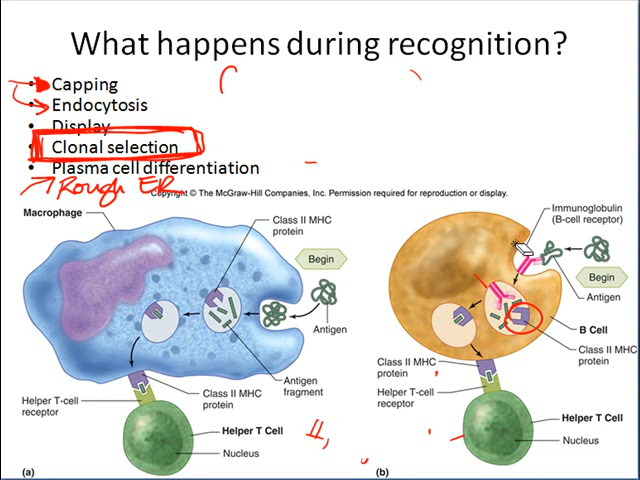 What happens during recognition?
• Capping
• Endocytosis
• Display
• Clonal selection
• Plasma cell differentiation
Rough ER
Copyright © The McGraw-Hill Companies, Inc. Permission required for reproduction or display.
Macrophage
Class II MHC
protein
Begin
Antigen
Antigen
fragment
Class II MHC
protein
Helper T-cell
receptor
Helper T Cell
Nucleus
(a)
II,
Immunoglobulin
(B-cell receptor)
Begin
Antigen
B Cell
Class II MHC
protein
Class II MHC
protein
Helper T-cell
receptor
Helper T Cell
Nucleus
(b)